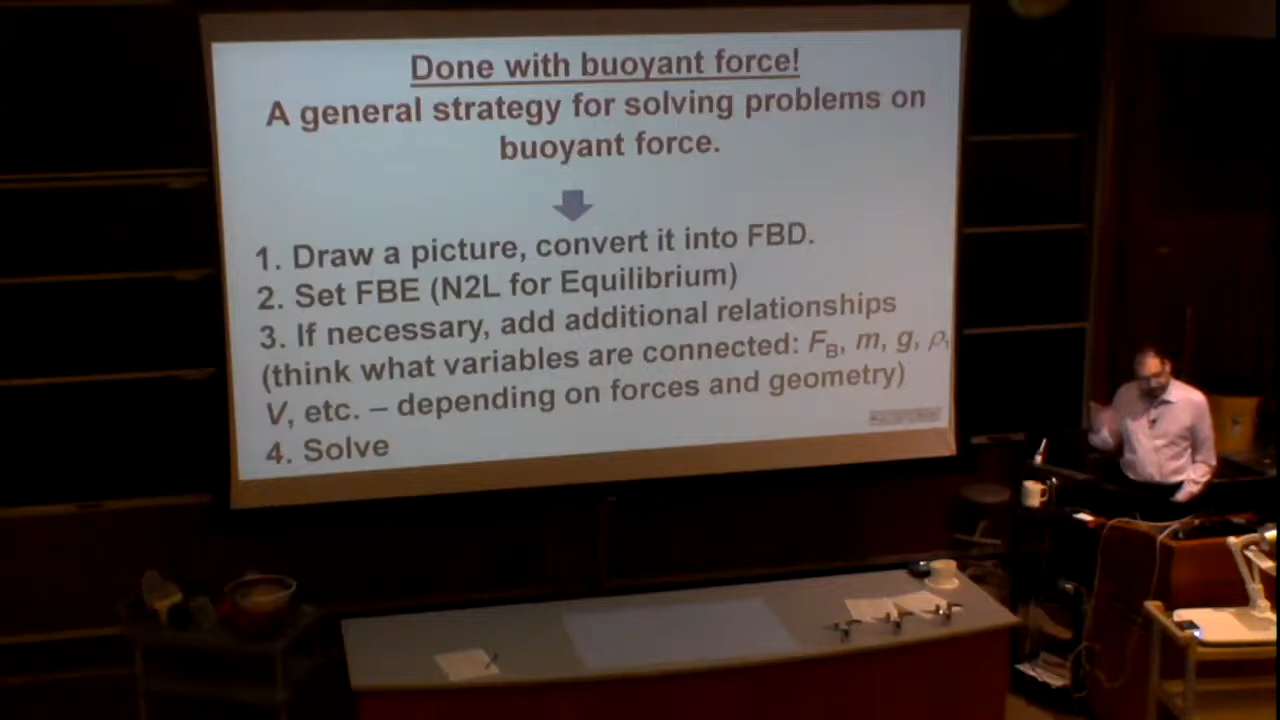 Done with buoyant force!
A general strategy for solving problems on
buoyant force.
1. Draw a picture, convert it into FBD.
2. Set FBE (N2L for Equilibrium)
3. If necessary, add additional relationships
(think what variables are connected: F_B, m, g, ρ,
V, etc. – depending on forces and geometry)
4. Solve